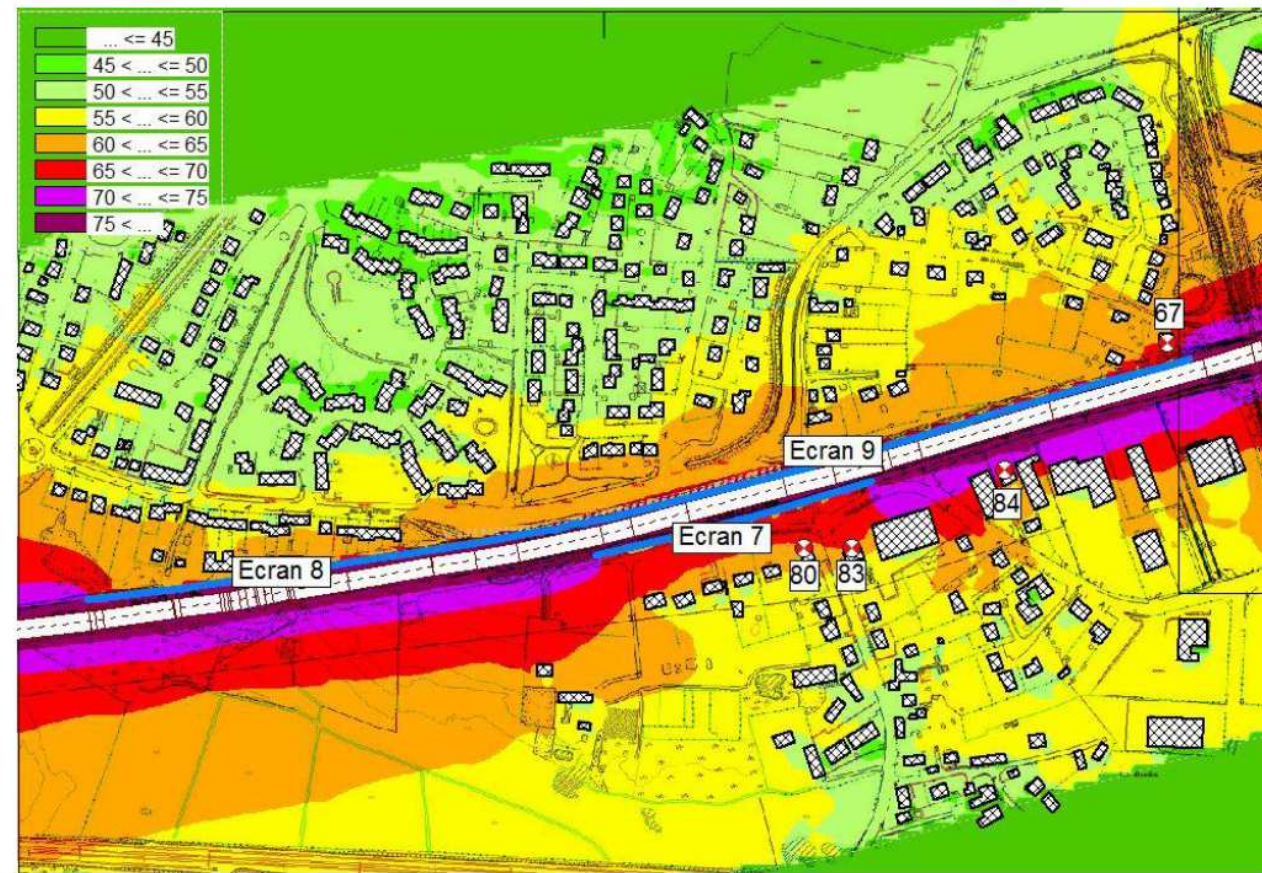 ... <= 45
45 < ... <= 50
50 < ... <= 55
55 < ... <= 60
60 < ... <= 65
65 < ... <= 70
70 < ... <= 75
75 < ...
67
Ecran 9
84
Ecran 7
Ecran 8
80
83